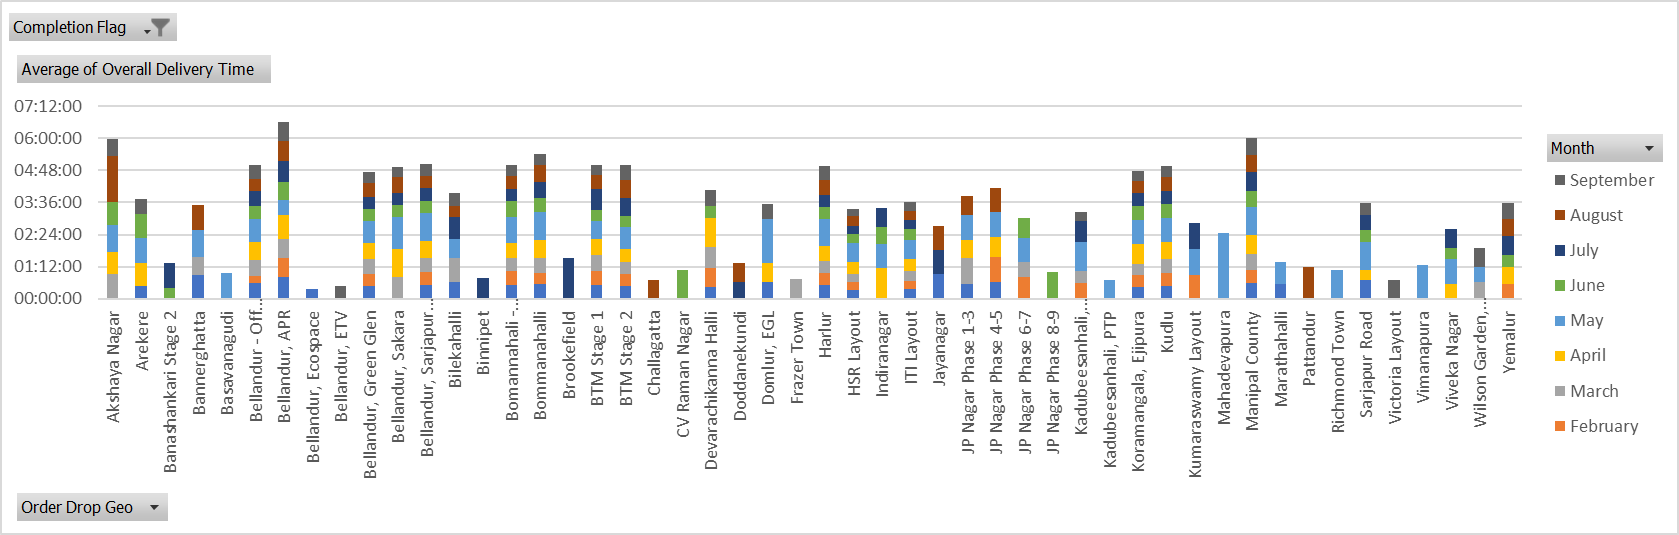 Completion Flag
Average of Overall Delivery Time
07:12:00
06:00:00
04:48:00
03:36:00
02:24:00
01:12:00
00:00:00
Akshaya Nagar
Arekere
Banashankari Stage 2
Bannerghatta
Basavanagudi
Bellandur - Off…
Bellandur, APR
Bellandur, Ecosppace
Bellandur, ETV
Bellandur, Green Glen
Bellandur, Sakara
Bellandur, Sarjapur…
Bilekahalli
Binnipet
Bomannahali -…
Bommanahalli
Brookefield
BTM Stage 1
BTM Stage 2
Challagatta
CV Raman Nagar
Devarachikanna Halli
Doddanekundi
Domlur, EGL
Frazer Town
Harlur
HSR Layout
Indiranagar
ITI Layout
Jayanagar
JP Nagar Phase 1-3
JP Nagar Phase 4-5
JP Nagar Phase 6-7
JP Nagar Phase 8-9
Kadubeesanhali,…
Kadubeesanhali, PTP
Koramangala, Ejipura
Kudlu
Kumaraswamy Layout
Mahadevapura
Manipal County
Marathahalli
Pattandur
Richmond Town
Sarjapur Road
Victoria Layout
Vimanapura
Viveka Nagar
Wilson Garden,…
Yemalur
Month
September
August
July
June
May
April
March
February
Order Drop Geo